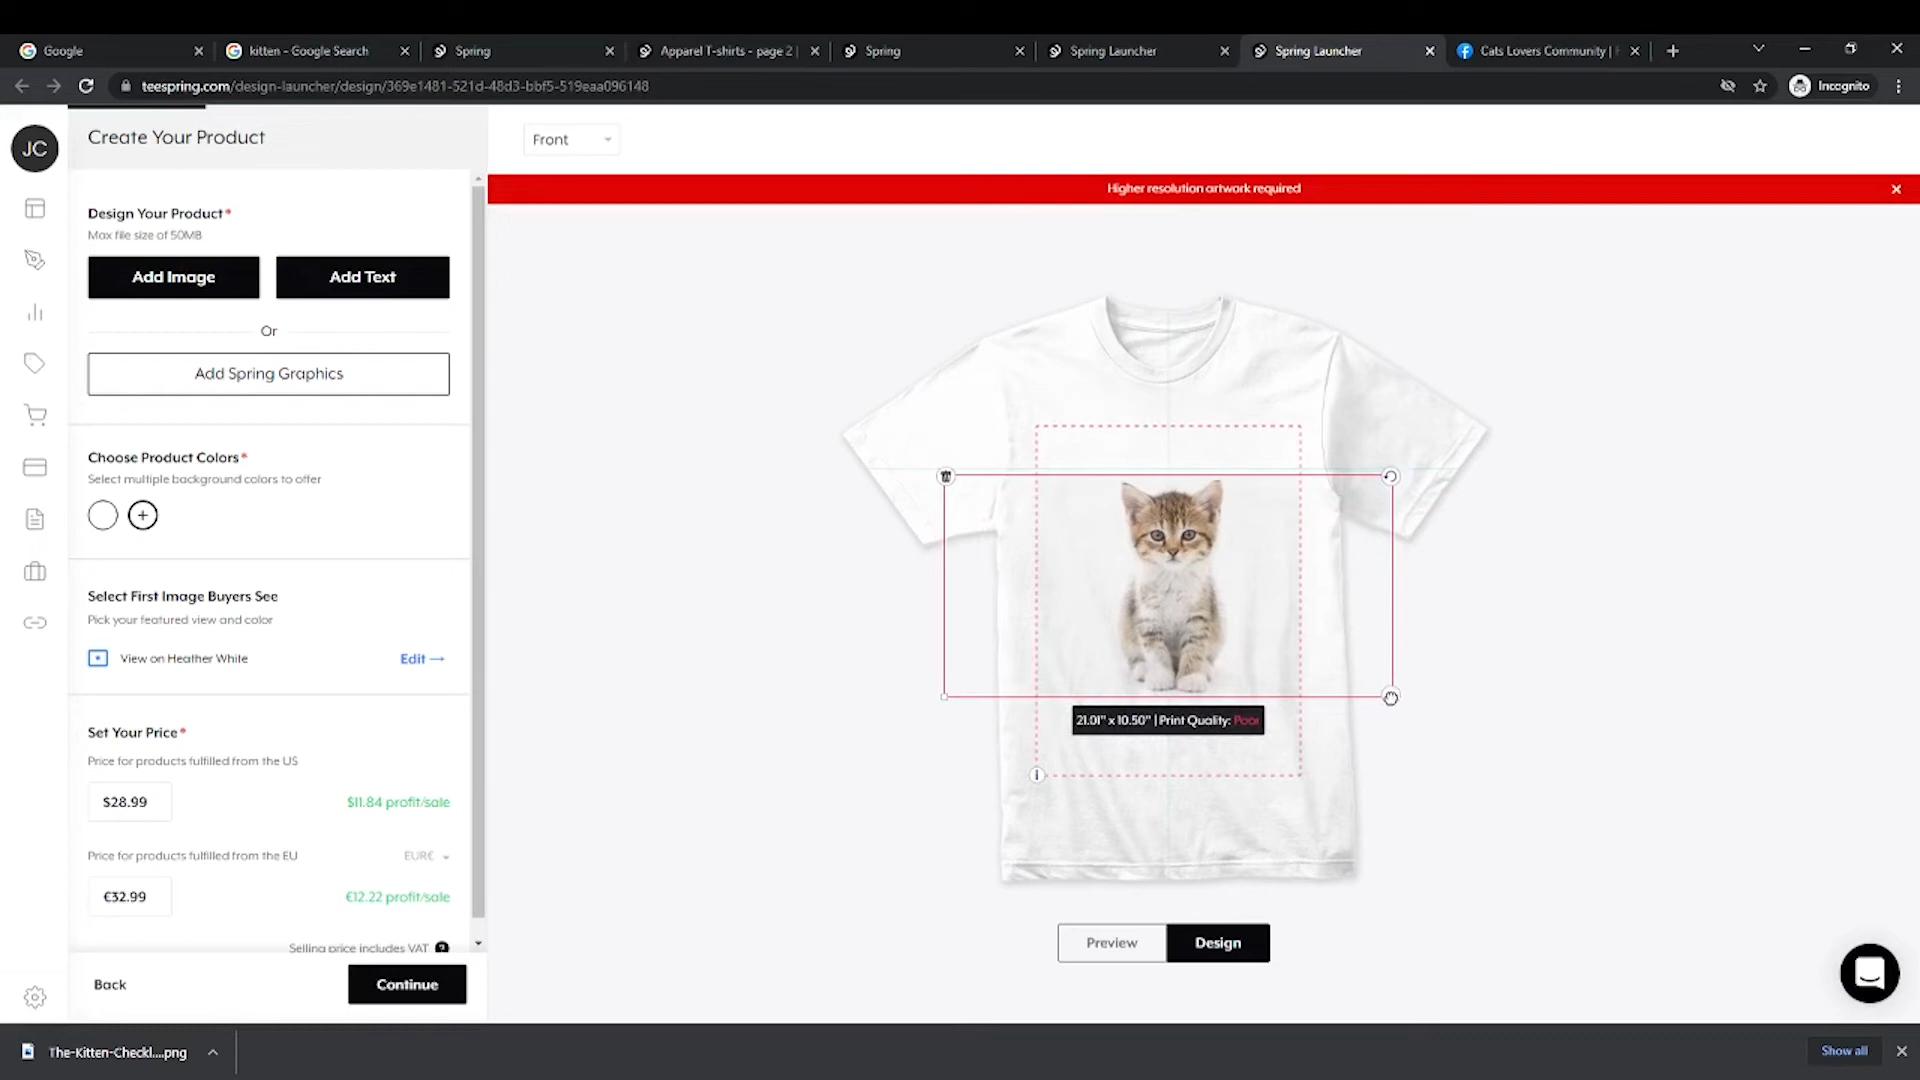 Google
kitten - Google Search
Spring
Apparel T-shirts - page 2 |
Spring
Spring Launcher
Spring Launcher
Cats Lovers Community |
teespring.com/design-launcher/design/369e1481-521d-48d3-bbf5-519eaa096148
Incognito
JC
Create Your Product
Front
Higher resolution artwork required
Design Your Product*
Max file size of 50MB
Add Image
Add Text
Or
Add Spring Graphics
Choose Product Colors*
Select multiple background colors to offer
Select First Image Buyers See
Pick your featured view and color
View on Heather White
Edit →
21.01" x 10.50" | Print Quality: Poor
Set Your Price*
Price for products fulfilled from the US
$28.99
$11.84 profit/sale
Price for products fulfilled from the EU
EUR€
€32.99
€12.22 profit/sale
Selling price includes VAT ?
Preview
Design
Back
Continue
The-Kitten-Checkl....png
Show all